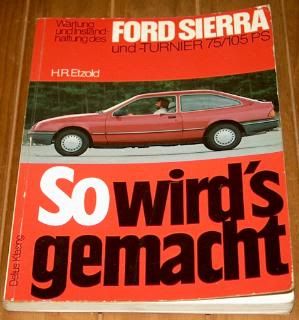 Wartung
und Instand-
haltung des
FORD SIERRA
und -TURNIER 75/105 PS
H.R. Etzold
So wird's
gemacht
Delius Klasing